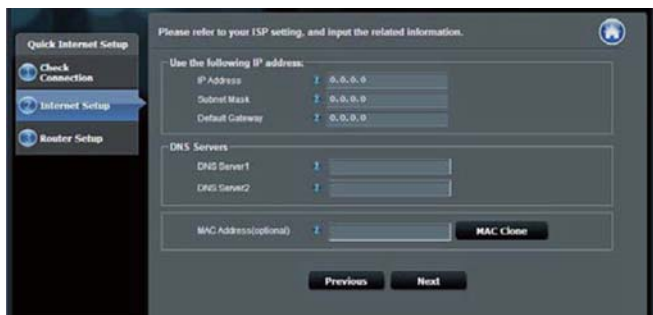 Quick Internet Setup
Check Connection
Internet Setup
Router Setup
Please refer to your ISP setting, and input the related information.
Use the following IP address:
IP Address 0.0.0.0
Subnet Mask 0.0.0.0
Default Gateway 0.0.0.0
DNS Servers
DNS Server1
DNS Server2
MAC Address(optional) MAC Clone
Previous Next